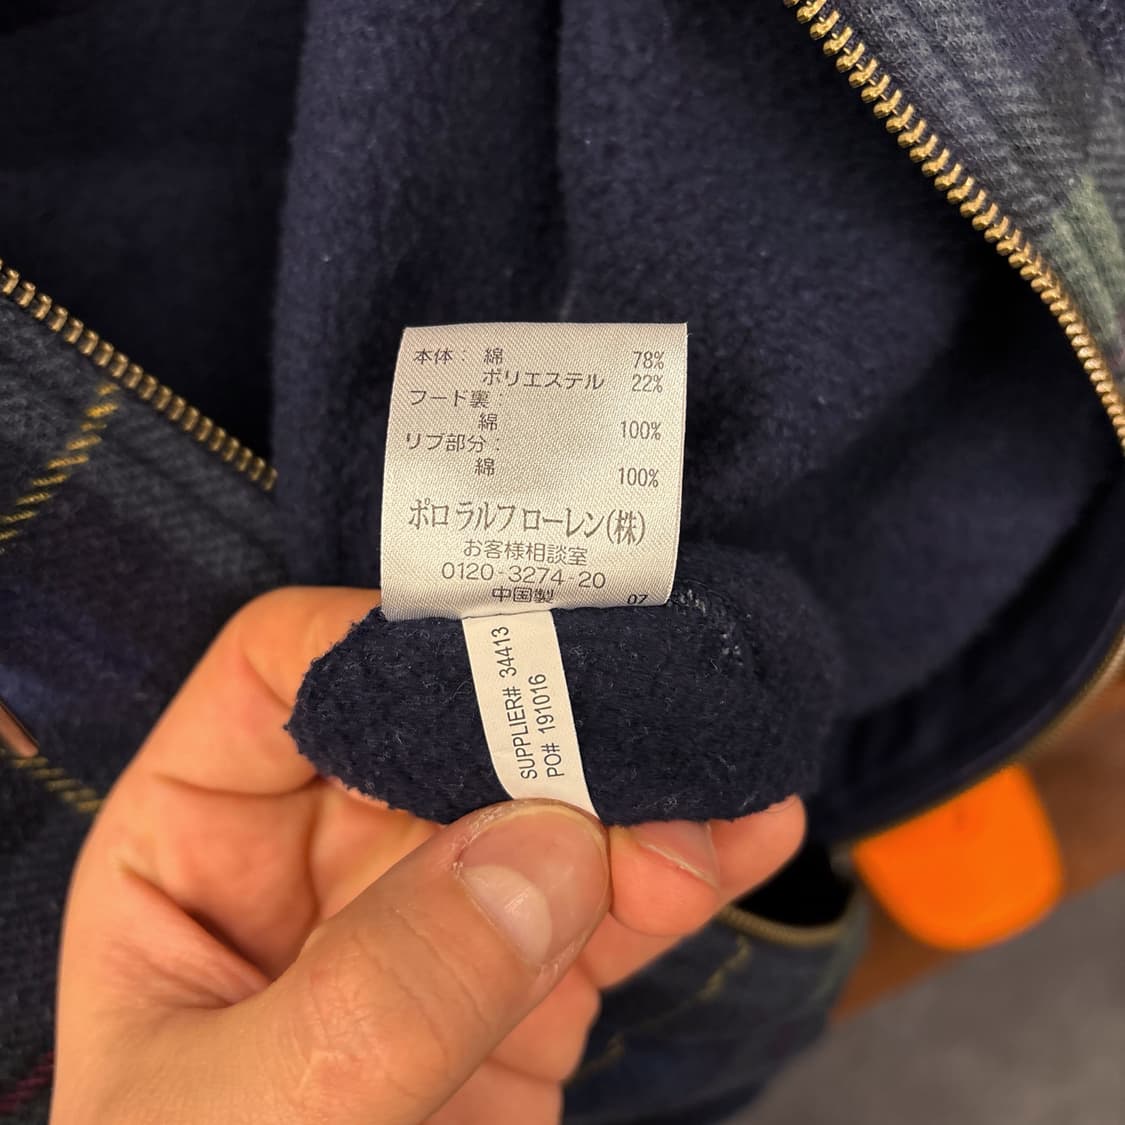 本体： 綿 78%
ポリエステル 22%
フード裏：
綿 100%
リブ部分：
綿 100%
ポロ ラルフ ローレン(株)
お客様相談室
0120-3274-20
中国製 07
SUPPLIER# 34413
PO# 191016